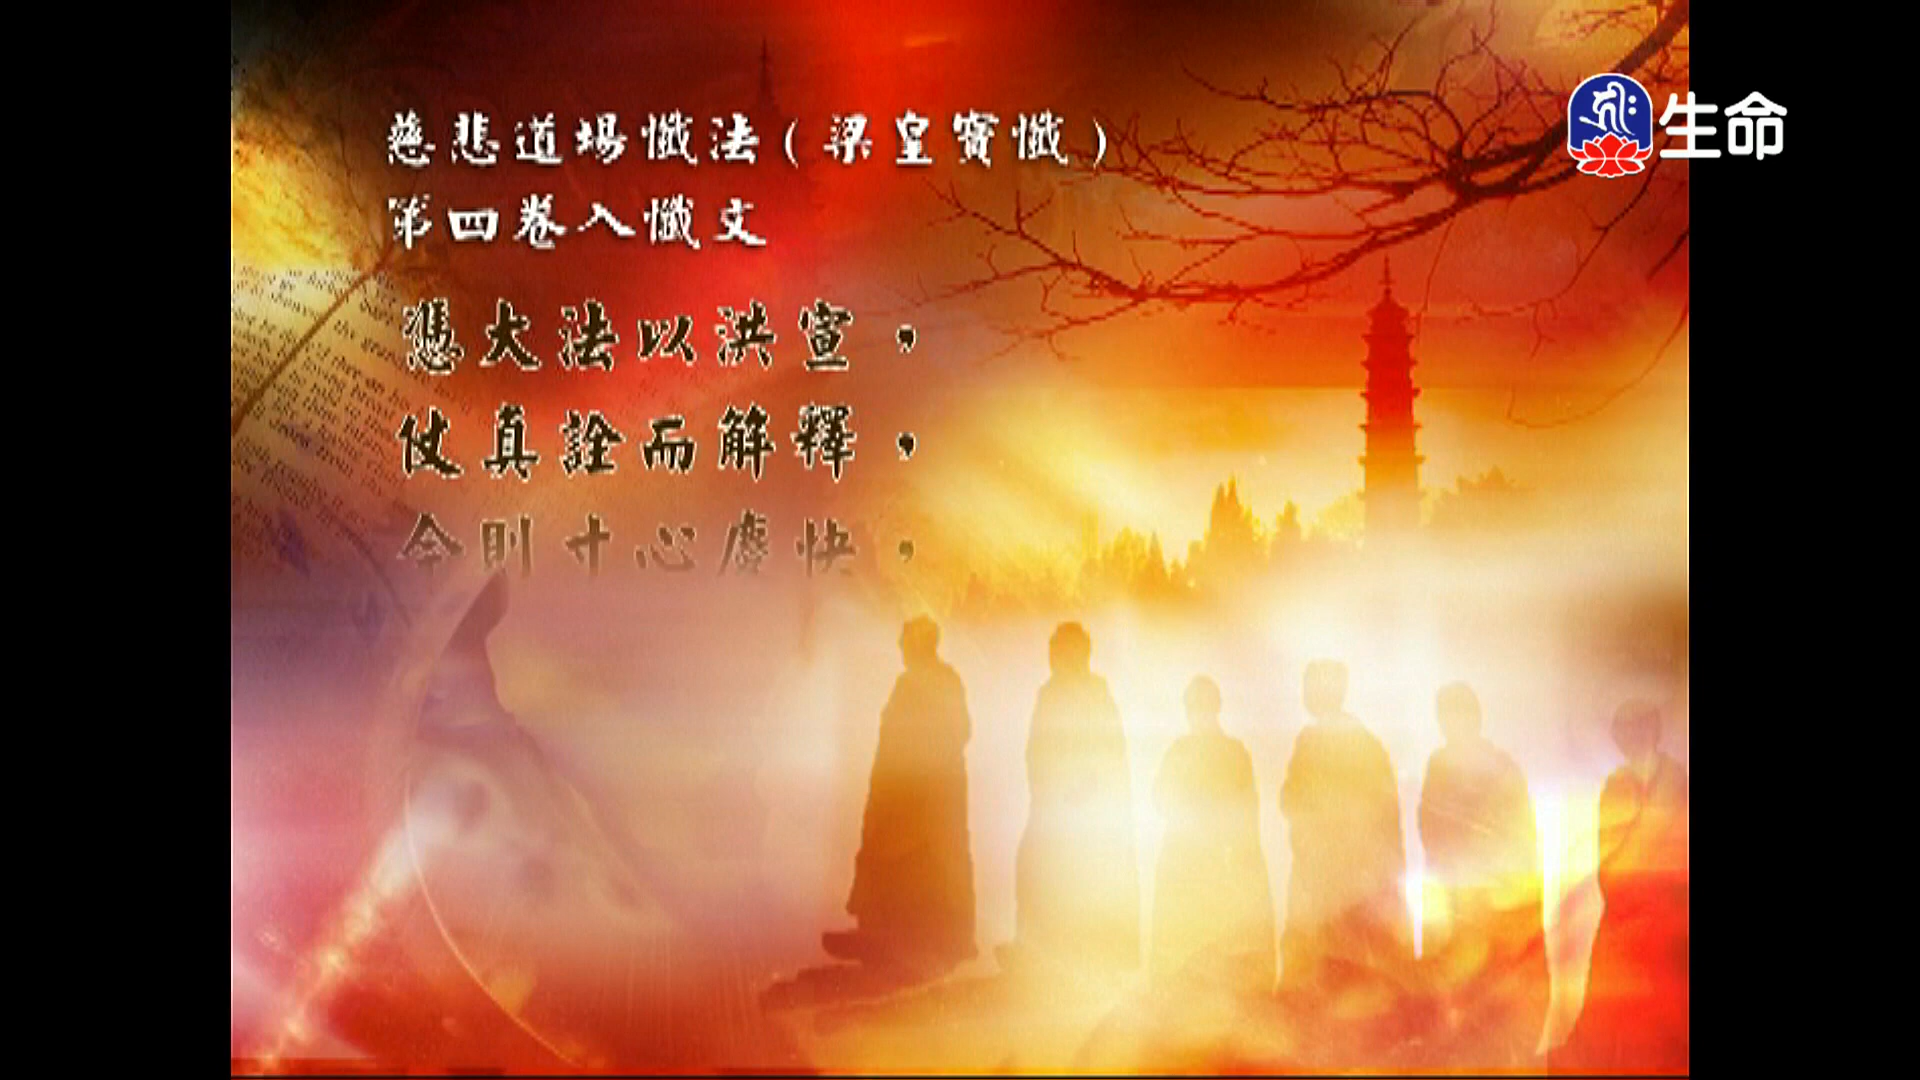 慈悲道場懺法(梁皇寶懺)
第四卷入懺文
憑大法以洪宣，
仗真詮而解釋，
今則寸心慶快，
生命